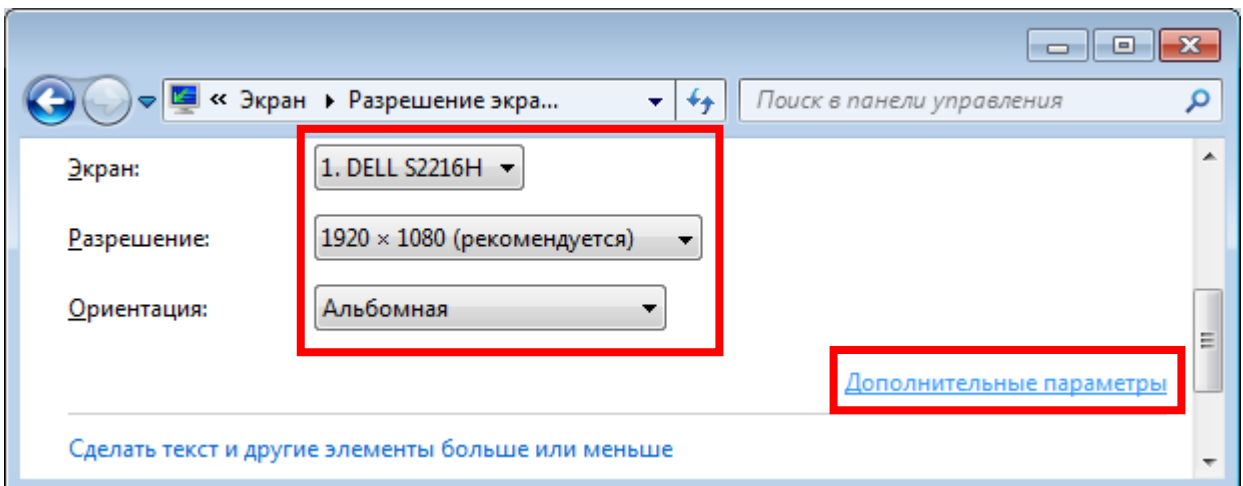 « Экран ▸ Разрешение экра...
Поиск в панели управления
Экран:
1. DELL S2216H
Разрешение:
1920 × 1080 (рекомендуется)
Ориентация:
Альбомная
Дополнительные параметры
Сделать текст и другие элементы больше или меньше